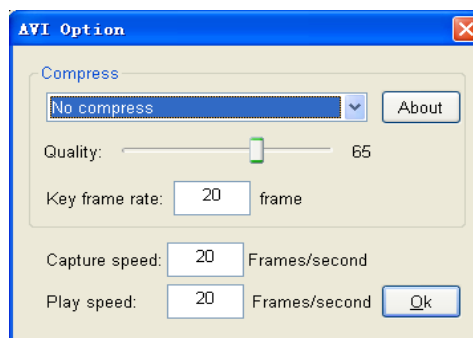 AVI Option
Compress
No compress About
Quality: 65
Key frame rate: 20 frame
Capture speed: 20 Frames/second
Play speed: 20 Frames/second Ok